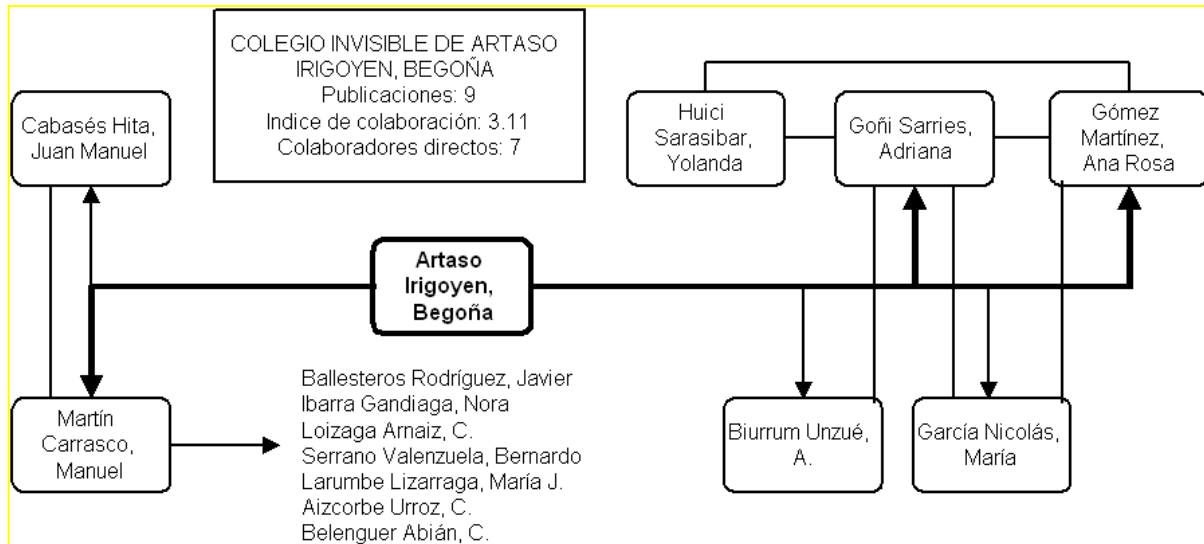 COLEGIO INVISIBLE DE ARTASO
IRIGOYEN, BEGOÑA
Publicaciones: 9
Indice de colaboración: 3.11
Colaboradores directos: 7
Cabasés Hita,
Juan Manuel
Huici
Sarasibar,
Yolanda
Goñi Sarries,
Adriana
Gómez
Martínez,
Ana Rosa
Artaso
Irigoyen,
Begoña
Martín
Carrasco,
Manuel
Ballesteros Rodríguez, Javier
Ibarra Gandiaga, Nora
Loizaga Arnaiz, C.
Serrano Valenzuela, Bernardo
Larumbe Lizarraga, María J.
Aizcorbe Urroz, C.
Belenguer Abián, C.
Biurrum Unzué,
A.
García Nicolás,
María